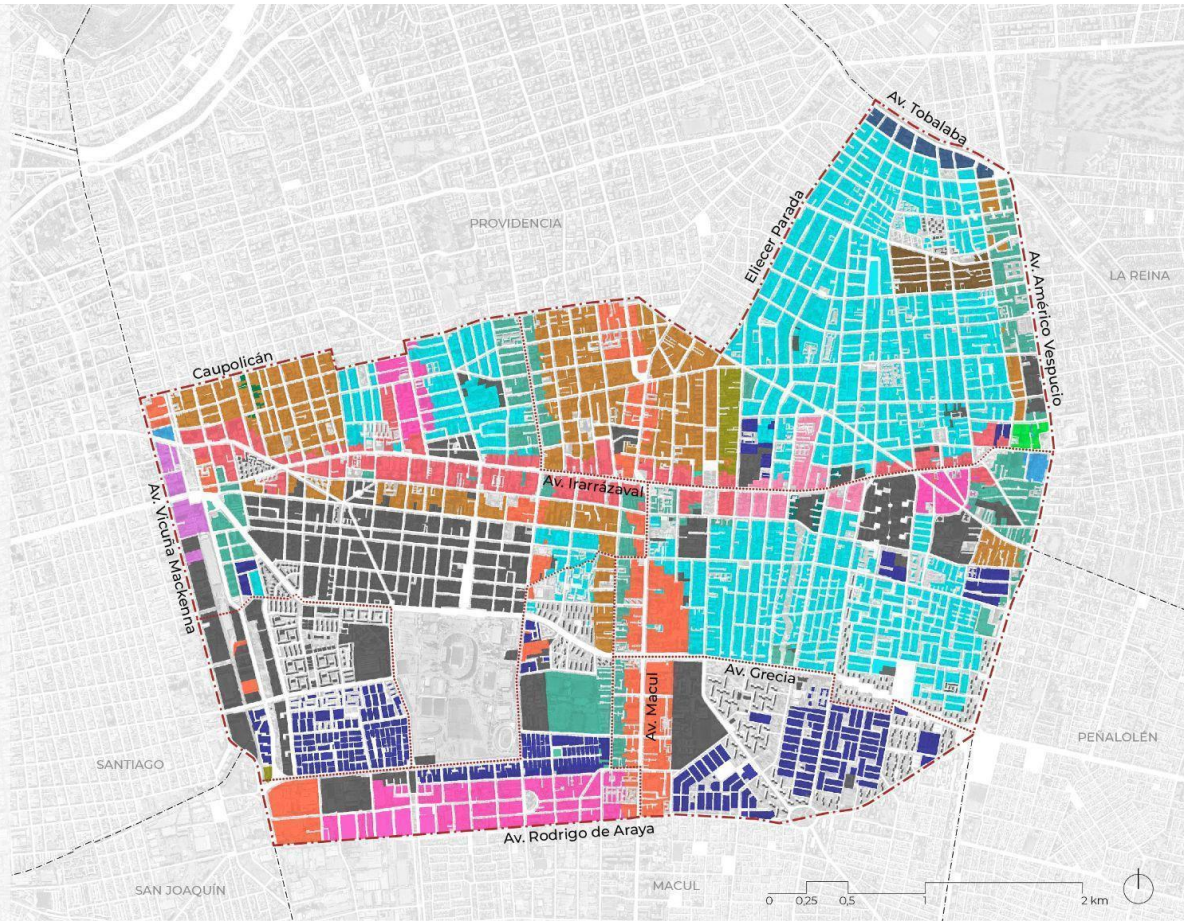 Av. Tobalaba
PROVIDENCIA
Eliecer Parada
Av. Américo Vespucio
LA REINA
Caupolicán
Av. Irarrázaval
Av. Vicuña Mackenna
Av. Grecia
Av. Macul
PEÑALOLÉN
SANTIAGO
Av. Rodrigo de Araya
SAN JOAQUÍN
MACUL
0 0,25 0,5 1 2 km